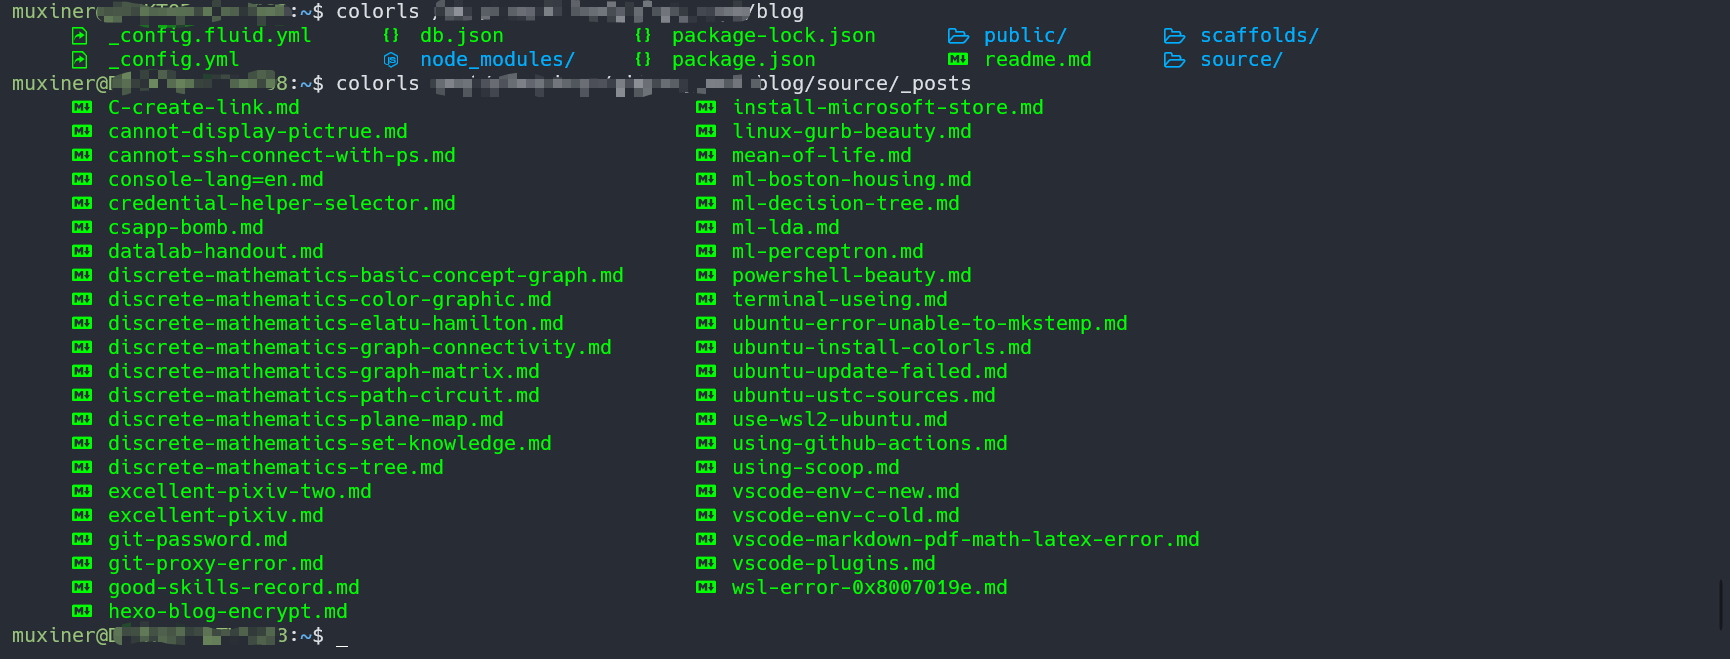 muxiner :~$ colorls /blog
_config.fluid.yml db.json package-lock.json public/ scaffolds/
_config.yml node_modules/ package.json readme.md source/
muxiner@ 8:~$ colorls blog/source/_posts
C-create-link.md install-microsoft-store.md
cannot-display-pictrue.md linux-gurb-beauty.md
cannot-ssh-connect-with-ps.md mean-of-life.md
console-lang=en.md ml-boston-housing.md
credential-helper-selector.md ml-decision-tree.md
csapp-bomb.md ml-lda.md
datalab-handout.md ml-perceptron.md
discrete-mathematics-basic-concept-graph.md powershell-beauty.md
discrete-mathematics-color-graphic.md terminal-useing.md
discrete-mathematics-elatu-hamilton.md ubuntu-error-unable-to-mkstemp.md
discrete-mathematics-graph-connectivity.md ubuntu-install-colorls.md
discrete-mathematics-graph-matrix.md ubuntu-update-failed.md
discrete-mathematics-path-circuit.md ubuntu-ustc-sources.md
discrete-mathematics-plane-map.md use-wsl2-ubuntu.md
discrete-mathematics-set-knowledge.md using-github-actions.md
discrete-mathematics-tree.md using-scoop.md
excellent-pixiv-two.md vscode-env-c-new.md
excellent-pixiv.md vscode-env-c-old.md
git-password.md vscode-markdown-pdf-math-latex-error.md
git-proxy-error.md vscode-plugins.md
good-skills-record.md wsl-error-0x8007019e.md
hexo-blog-encrypt.md
muxiner@ :~$ _